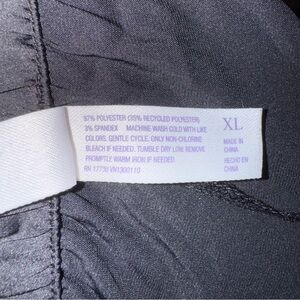 97% POLYESTER (35% RECYCLED POLYESTER)
3% SPANDEX MACHINE WASH COLD WITH LIKE
COLORS. GENTLE CYCLE. ONLY NON-CHLORINE
BLEACH IF NEEDED. TUMBLE DRY LOW. REMOVE
PROMPTLY. WARM IRON IF NEEDED.
RN 17730 VN1300110
XL
MADE IN
CHINA
HECHO EN
CHINA